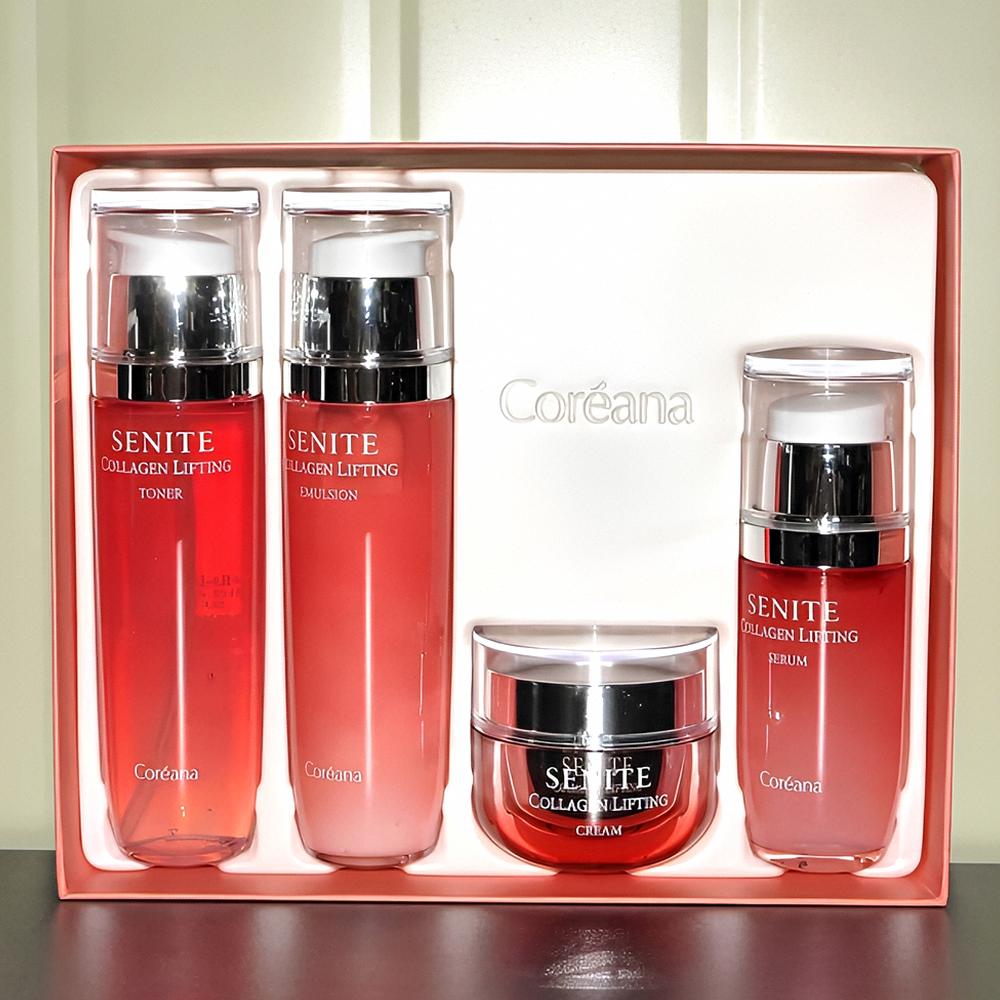 SENITE
COLLAGEN LIFTING
TONER
Coréana
SENITE
COLLAGEN LIFTING
EMULSION
Coréana
Coréana
SENITE
COLLAGEN LIFTING
CREAM
SENITE
COLLAGEN LIFTING
SERUM
Coréana